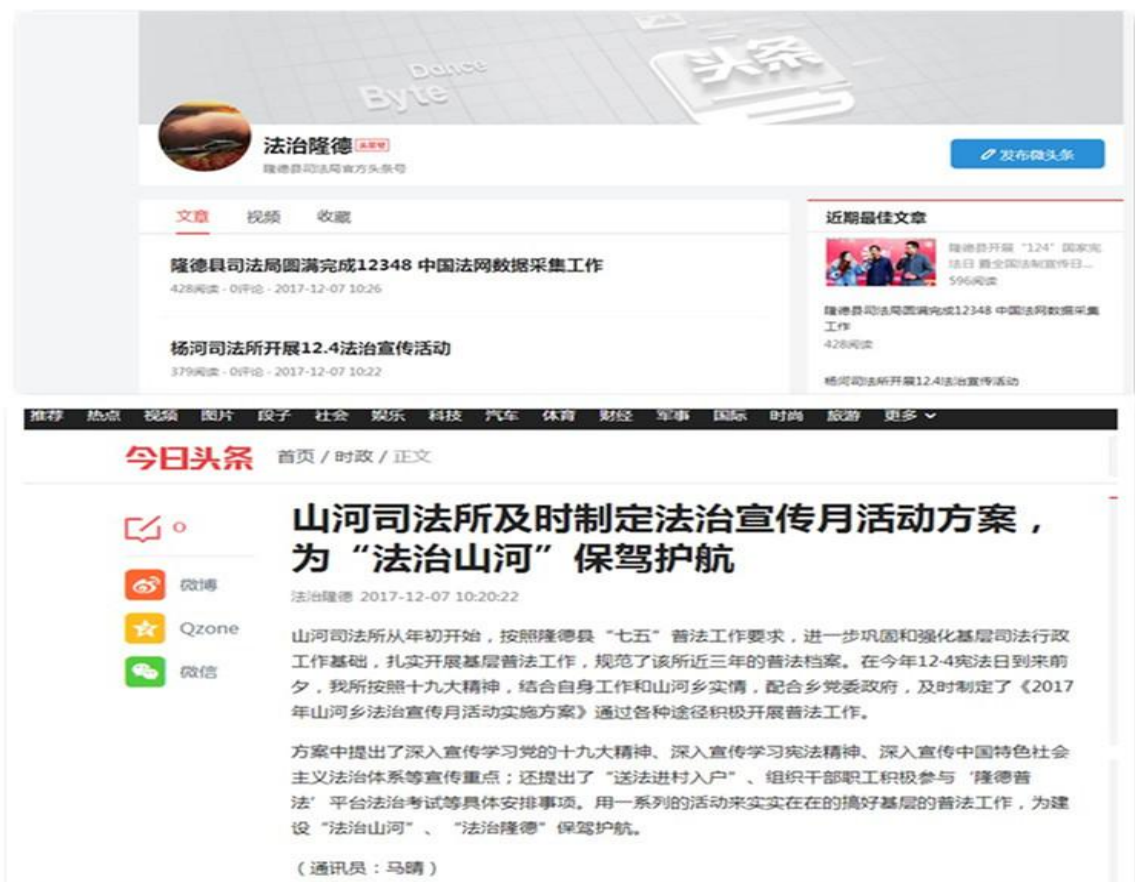 Dance
Byte
头条
法治隆德 头条号
隆德县司法局官方头条号
发布微头条
文章 视频 收藏
隆德县司法局圆满完成12348 中国法网数据采集工作
428阅读 - 0评论 - 2017-12-07 10:26
杨河司法所开展12.4法治宣传活动
379阅读 - 0评论 - 2017-12-07 10:22
近期最佳文章
隆德县开展“124”国家宪
法日 暨全国法制宣传日...
596阅读
隆德县司法局圆满完成12348 中国法网数据采集
工作
428阅读
杨河司法所开展12.4法治宣传活动
推荐 热点 视频 图片 段子 社会 娱乐 科技 汽车 体育 财经 军事 国际 时尚 旅游 更多
今日头条 首页 / 时政 / 正文
0
微博
Qzone
微信
山河司法所及时制定法治宣传月活动方案，
为“法治山河”保驾护航
法治隆德 2017-12-07 10:20:22
山河司法所从年初开始，按照隆德县“七五”普法工作要求，进一步巩固和强化基层司法行政
工作基础，扎实开展基层普法工作，规范了该所近三年的普法档案。在今年12·4宪法日到来前
夕，我所按照十九大精神，结合自身工作和山河乡实情，配合乡党委政府，及时制定了《2017
年山河乡法治宣传月活动实施方案》通过各种途径积极开展普法工作。
方案中提出了深入宣传学习党的十九大精神、深入宣传学习宪法精神、深入宣传中国特色社会
主义法治体系等宣传重点；还提出了“送法进村入户”、组织干部职工积极参与‘隆德普
法’平台法治考试等具体安排事项。用一系列的活动来实实在在的搞好基层的普法工作，为建
设“法治山河”、“法治隆德”保驾护航。
（通讯员：马晴）